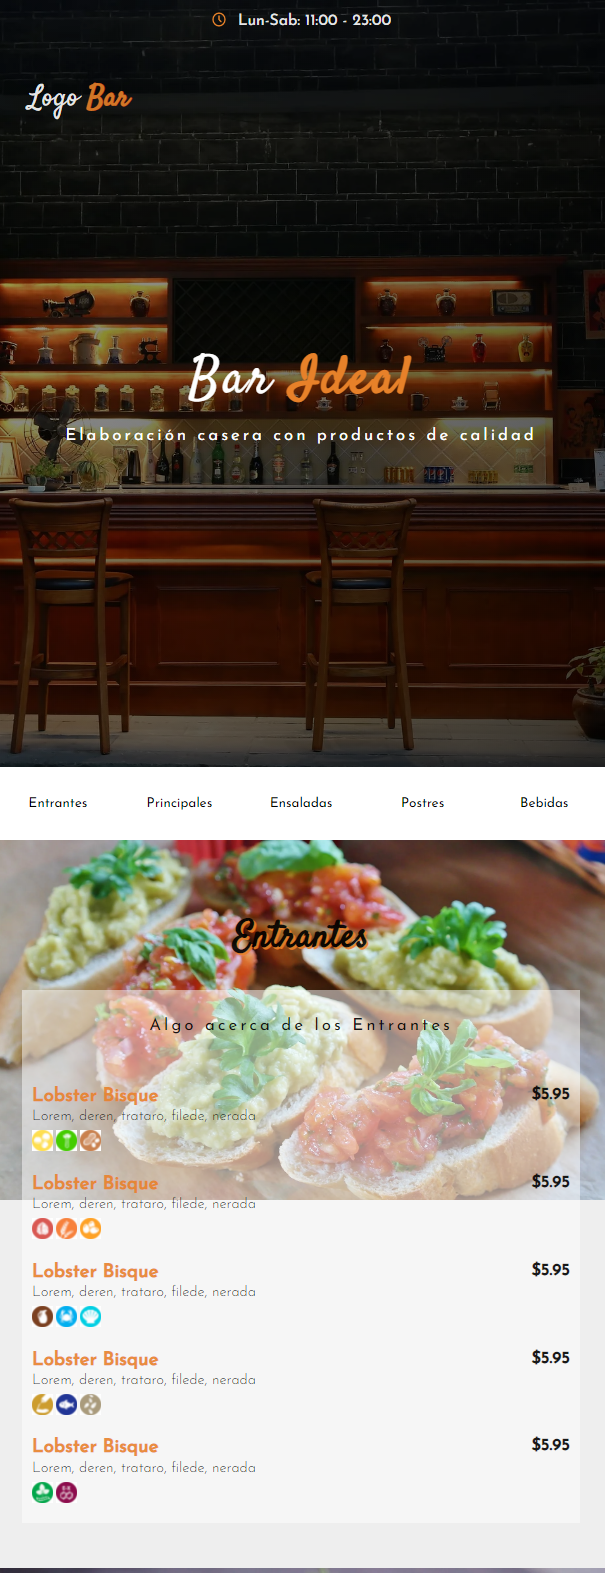 Lun-Sab: 11:00 - 23:00
Logo Bar
Bar Ideal
Elaboración casera con productos de calidad
Entrantes Principales Ensaladas Postres Bebidas
Entrantes
Algo acerca de los Entrantes
Lobster Bisque $5.95
Lorem, deren, trataro, filede, nerada
Lobster Bisque $5.95
Lorem, deren, trataro, filede, nerada
Lobster Bisque $5.95
Lorem, deren, trataro, filede, nerada
Lobster Bisque $5.95
Lorem, deren, trataro, filede, nerada
Lobster Bisque $5.95
Lorem, deren, trataro, filede, nerada